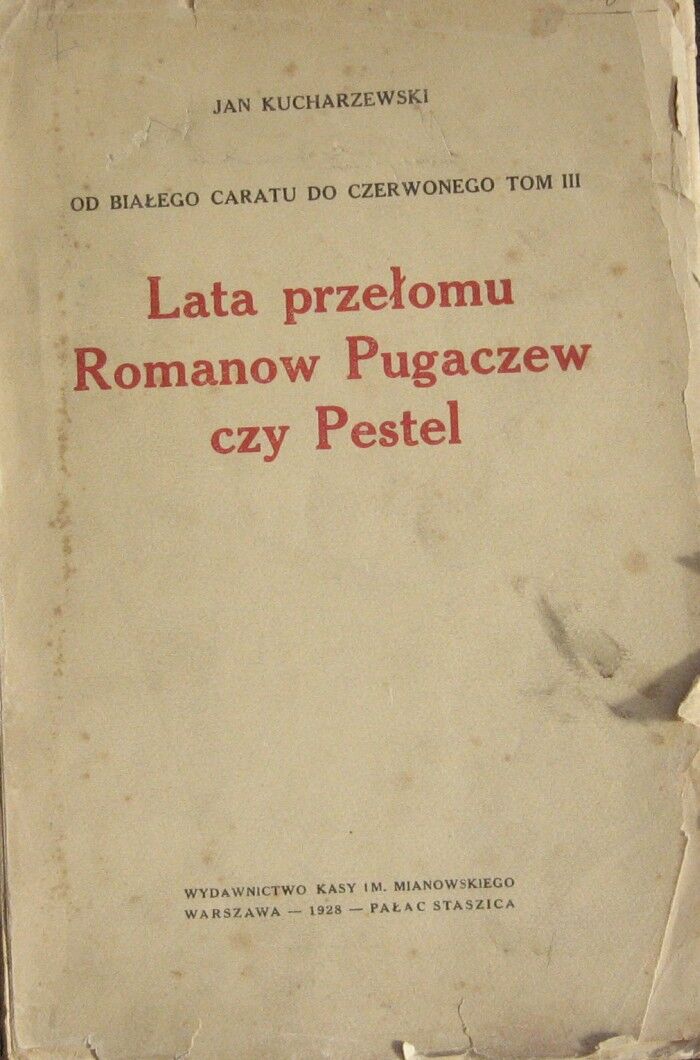 JAN KUCHARZEWSKI
OD BIAŁEGO CARATU DO CZERWONEGO TOM III
Lata przełomu
Romanow Pugaczew
czy Pestel
WYDAWNICTWO KASY IM. MIANOWSKIEGO
WARSZAWA — 1928 — PAŁAC STASZICA